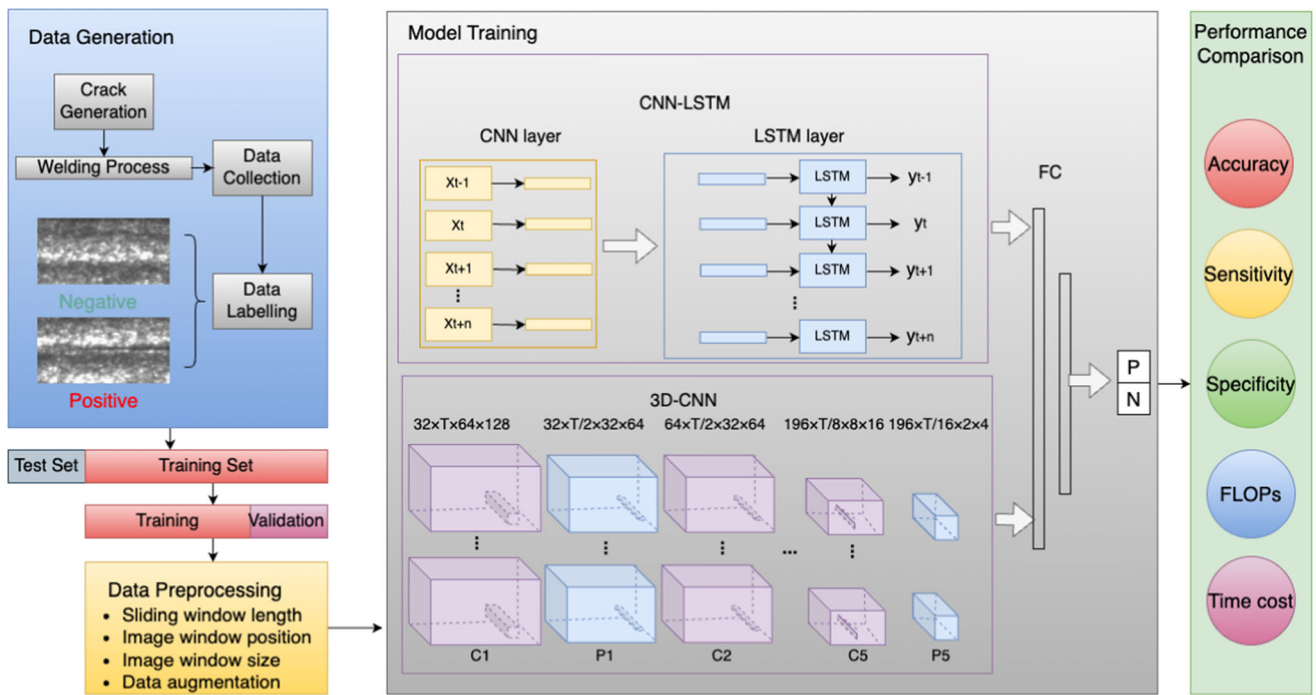 Data Generation
Crack
Generation
Welding Process
Data
Collection
Negative
Data
Labelling
Positive
Test Set
Training Set
Training
Validation
Data Preprocessing
• Sliding window length
• Image window position
• Image window size
• Data augmentation
Model Training
CNN-LSTM
CNN layer
LSTM layer
Xt-1
LSTM
yt-1
Xt
LSTM
yt
Xt+1
LSTM
yt+1
Xt+n
LSTM
yt+n
3D-CNN
32×T×64×128
32×T/2×32×64
64×T/2×32×64
196×T/8×8×16
196×T/16×2×4
C1
P1
C2
C5
P5
FC
P
N
Performance
Comparison
Accuracy
Sensitivity
Specificity
FLOPs
Time cost